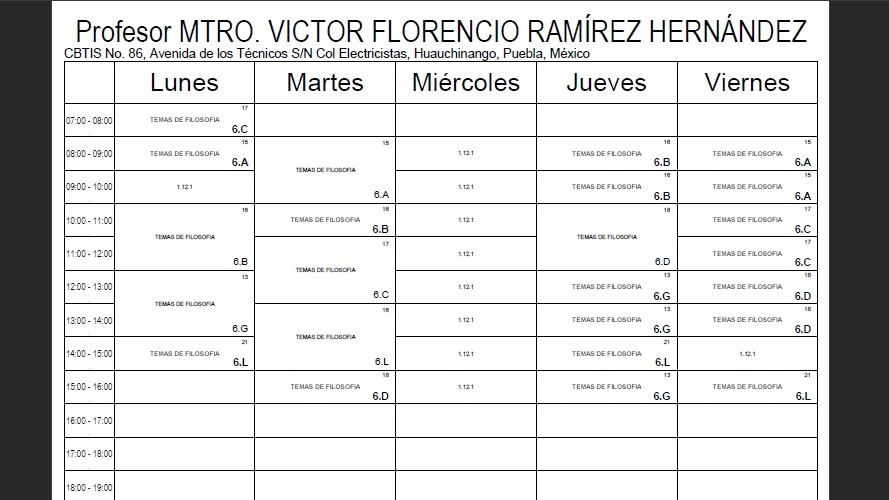 Profesor MTRO. VICTOR FLORENCIO RAMÍREZ HERNÁNDEZ
CBTIS No. 86, Avenida de los Técnicos S/N Col Electricistas, Huauchinango, Puebla, México
Lunes Martes Miércoles Jueves Viernes
07:00 - 08:00 TEMAS DE FILOSOFIA 17 6.C
08:00 - 09:00 TEMAS DE FILOSOFIA 15 6.A TEMAS DE FILOSOFIA 15 6.A 1.12.1 TEMAS DE FILOSOFIA 16 6.B TEMAS DE FILOSOFIA 15 6.A
09:00 - 10:00 1.12.1 1.12.1 TEMAS DE FILOSOFIA 16 6.B TEMAS DE FILOSOFIA 15 6.A
10:00 - 11:00 TEMAS DE FILOSOFIA 16 6.B TEMAS DE FILOSOFIA 16 6.B 1.12.1 TEMAS DE FILOSOFIA 18 6.D TEMAS DE FILOSOFIA 17 6.C
11:00 - 12:00 TEMAS DE FILOSOFIA 17 6.C 1.12.1 TEMAS DE FILOSOFIA 17 6.C
12:00 - 13:00 TEMAS DE FILOSOFIA 13 6.G 1.12.1 TEMAS DE FILOSOFIA 13 6.G TEMAS DE FILOSOFIA 18 6.D
13:00 - 14:00 TEMAS DE FILOSOFIA 18 6.L 1.12.1 TEMAS DE FILOSOFIA 13 6.G TEMAS DE FILOSOFIA 18 6.D
14:00 - 15:00 TEMAS DE FILOSOFIA 21 6.L 1.12.1 TEMAS DE FILOSOFIA 21 6.L 1.12.1
15:00 - 16:00 TEMAS DE FILOSOFIA 18 6.D 1.12.1 TEMAS DE FILOSOFIA 13 6.G TEMAS DE FILOSOFIA 21 6.L
16:00 - 17:00
17:00 - 18:00
18:00 - 19:00